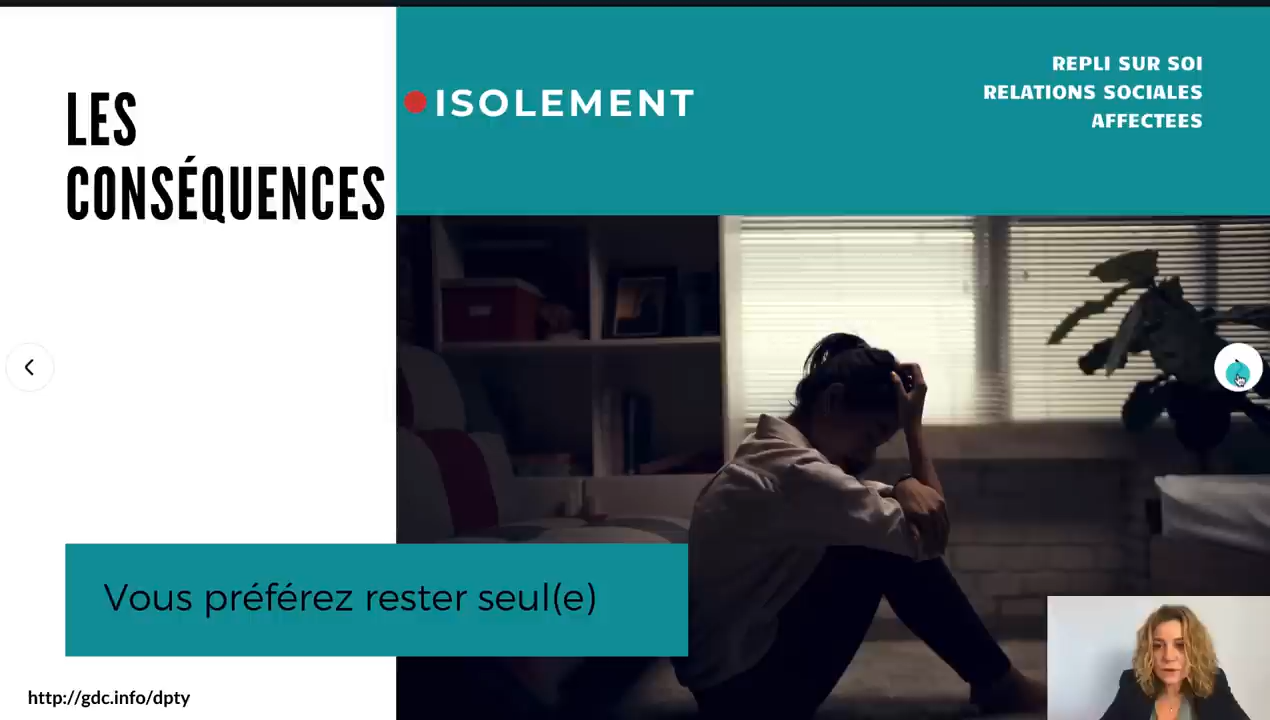 LES
CONSÉQUENCES
ISOLEMENT
REPLI SUR SOI
RELATIONS SOCIALES
AFFECTEES
Vous préférez rester seul(e)
http://gdc.info/dpty